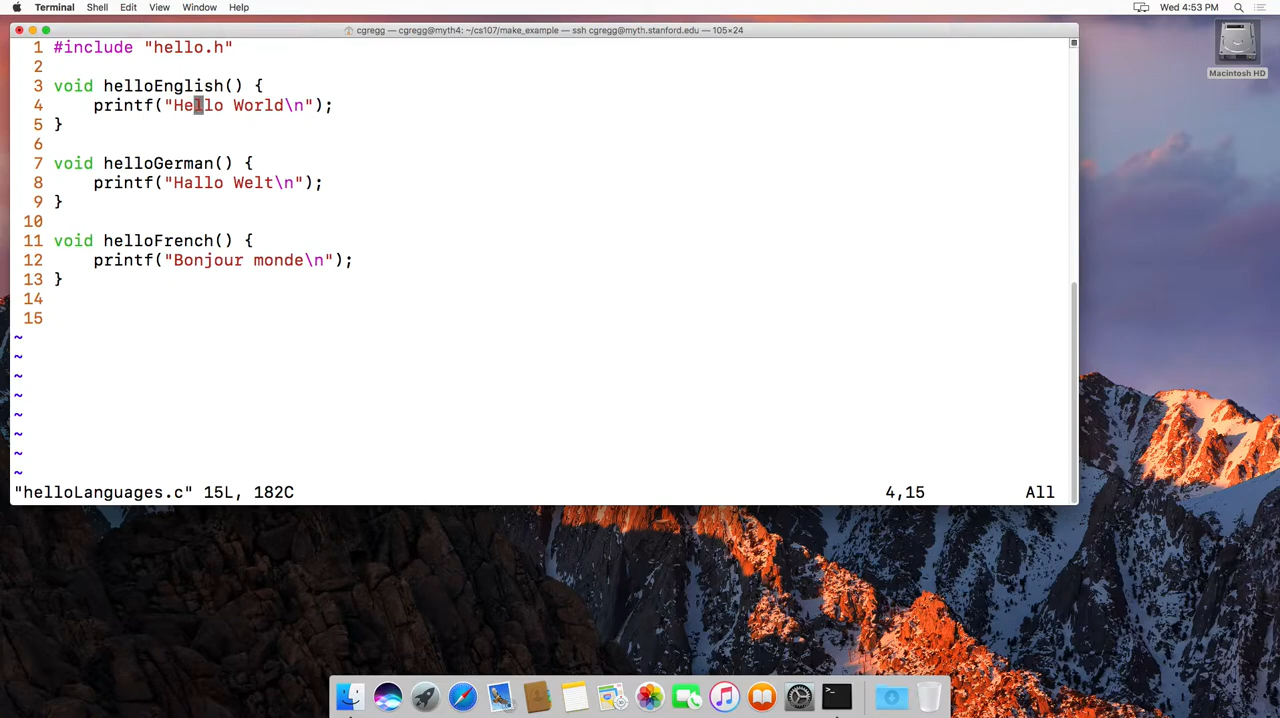 Terminal Shell Edit View Window Help Wed 4:53 PM
cgregg — cgregg@myth4: ~/cs107/make_example — ssh cgregg@myth.stanford.edu — 105×24
1 #include "hello.h"
2
3 void helloEnglish() {
4     printf("Hello World\n");
5 }
6
7 void helloGerman() {
8     printf("Hallo Welt\n");
9 }
10
11 void helloFrench() {
12     printf("Bonjour monde\n");
13 }
14
15
~
~
~
~
~
~
~
~
"helloLanguages.c" 15L, 182C 4,15 All
Macintosh HD